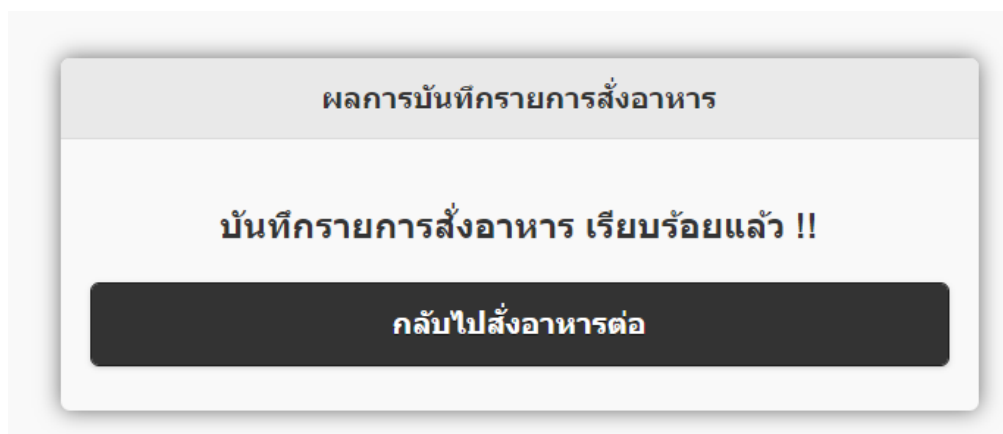 ผลการบันทึกรายการสั่งอาหาร
บันทึกรายการสั่งอาหาร เรียบร้อยแล้ว !!
กลับไปสั่งอาหารต่อ